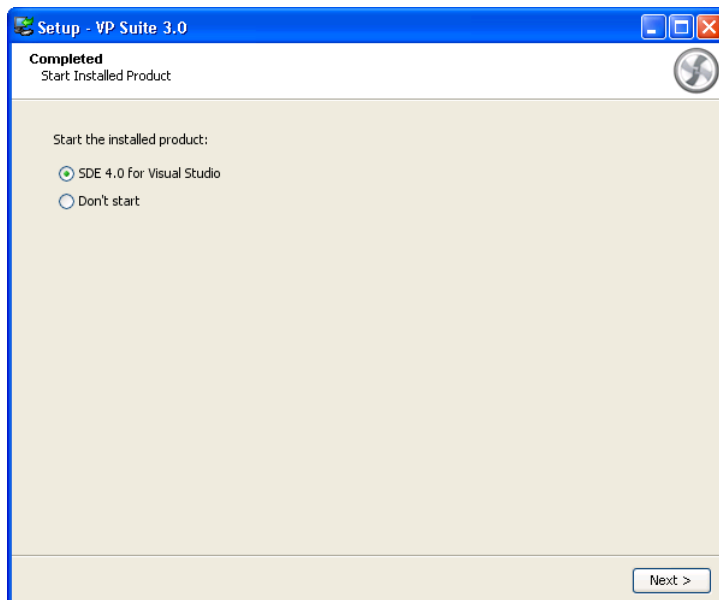 Setup - VP Suite 3.0
Completed
Start Installed Product
Start the installed product:
SDE 4.0 for Visual Studio
Don't start
Next >